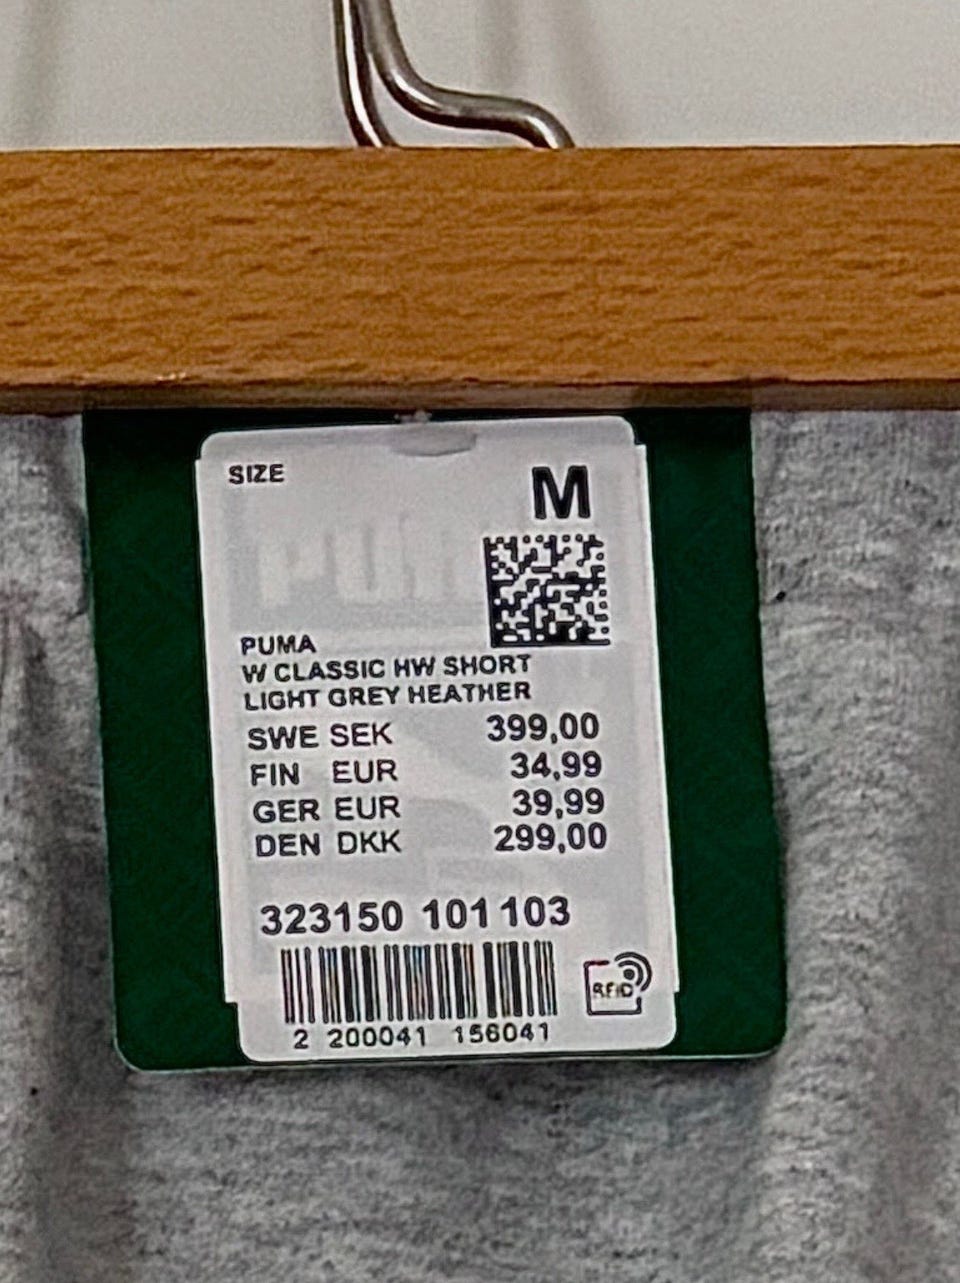 SIZE
M
PUMA
W CLASSIC HW SHORT
LIGHT GREY HEATHER
SWE SEK 399,00
FIN EUR 34,99
GER EUR 39,99
DEN DKK 299,00
323150 101 103
RFID
2 200041 156041